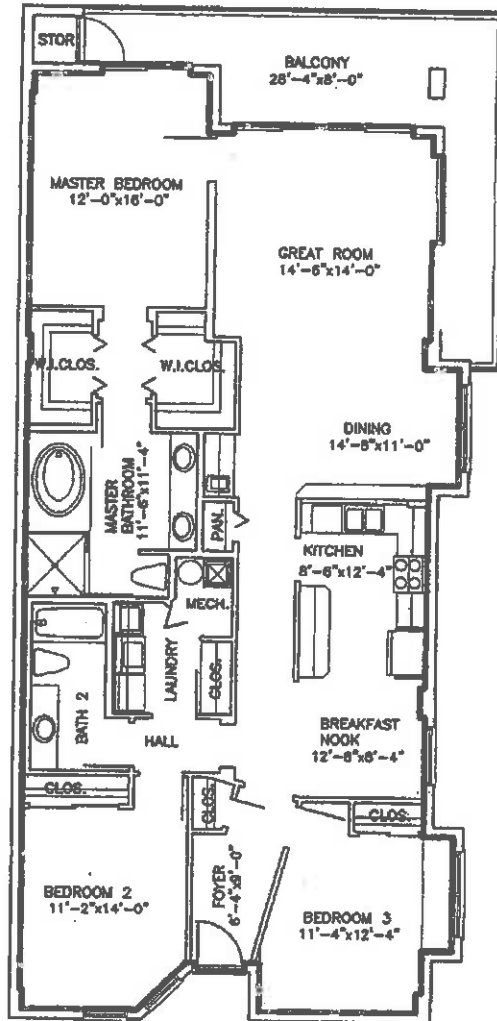 STOR
BALCONY
28'-4"x8'-0"
MASTER BEDROOM
12'-0"x16'-0"
GREAT ROOM
14'-6"x14'-0"
W.I.CLOS.
W.I.CLOS.
DINING
14'-6"x11'-0"
MASTER
BATHROOM
11'-6"x11'-4"
PAN.
KITCHEN
8'-6"x12'-4"
MECH.
LAUNDRY
CLOS.
BATH 2
HALL
BREAKFAST
NOOK
12'-6"x8'-4"
CLOS.
CLOS.
CLOS.
FOYER
6'-4"x9'-0"
BEDROOM 2
11'-2"x14'-0"
BEDROOM 3
11'-4"x12'-4"